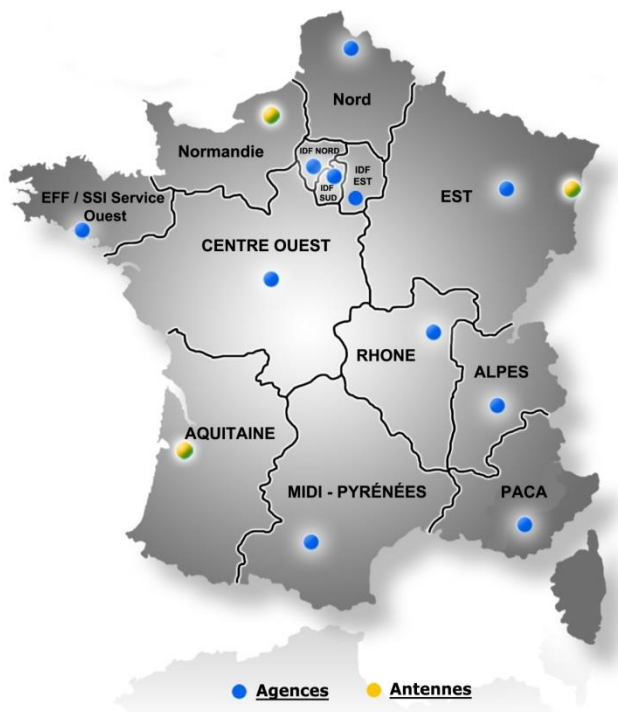 Nord
Normandie
IDF NORD
IDF
EST
IDF
SUD
EFF / SSI Service
Ouest
EST
CENTRE OUEST
RHONE
ALPES
AQUITAINE
MIDI - PYRÉNÉES
PACA
Agences
Antennes